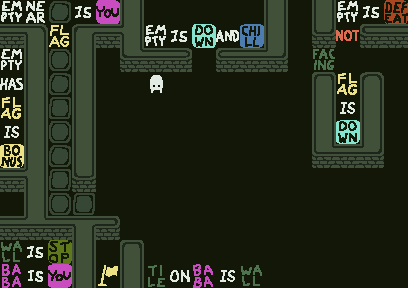 EMPTY NEAR IS YOU EMPTY IS DEFEAT
FLAG EMPTY IS DOWN AND CHILL NOT
EMPTY FACING
HAS FLAG
FLAG IS
IS DOWN
BONUS
WALL IS STOP
BABA IS YOU TILE ON BABA IS WALL